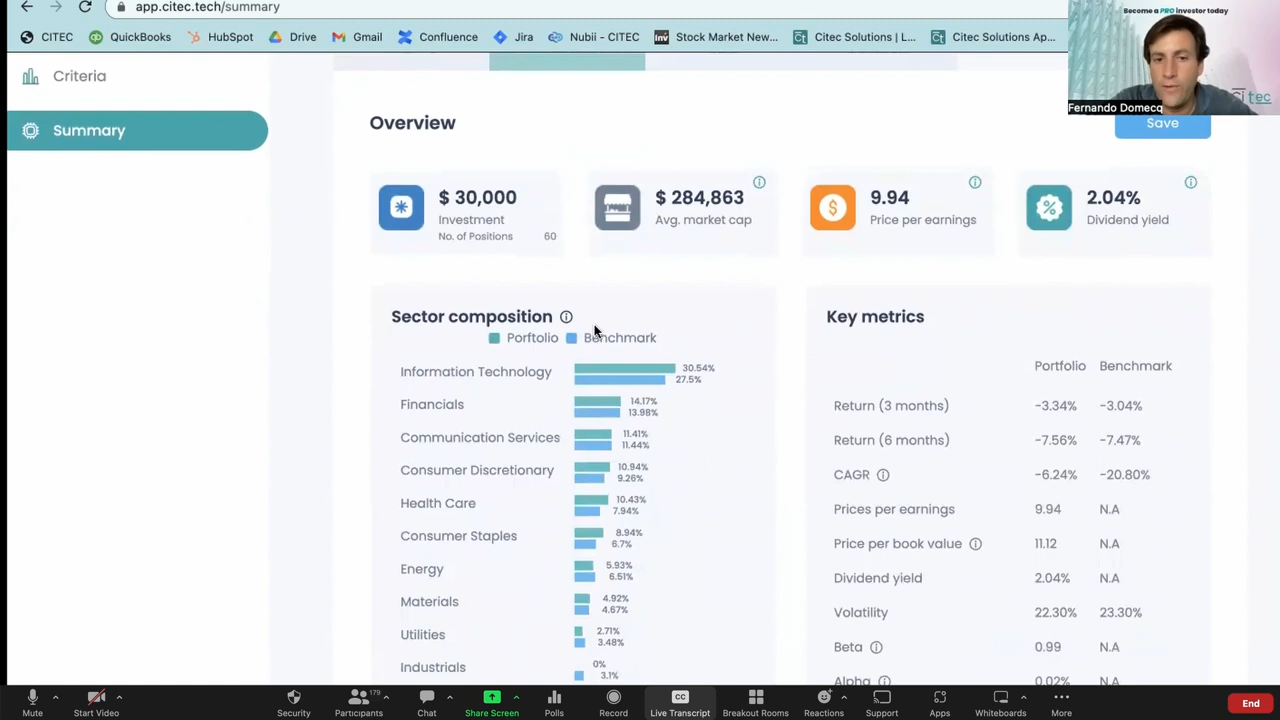 app.citec.tech/summary
CITEC QuickBooks HubSpot Drive Gmail Confluence Jira Nubii - CITEC Stock Market New... Citec Solutions | L... Citec Solutions Ap...
Become a PRO investor today
citec
Fernando Domecq
Criteria
Summary
Overview
Save
$ 30,000
Investment
No. of Positions 60
$ 284,863
Avg. market cap
9.94
Price per earnings
2.04%
Dividend yield
Sector composition
Porftolio Benchmark
Information Technology 30.54%
27.5%
Financials 14.17%
13.98%
Communication Services 11.41%
11.44%
Consumer Discretionary 10.94%
9.26%
Health Care 10.43%
7.94%
Consumer Staples 8.94%
6.7%
Energy 5.93%
6.51%
Materials 4.92%
4.67%
Utilities 2.71%
3.48%
Industrials 0%
3.1%
Key metrics
Portfolio Benchmark
Return (3 months) -3.34% -3.04%
Return (6 months) -7.56% -7.47%
CAGR -6.24% -20.80%
Prices per earnings 9.94 N.A
Price per book value 11.12 N.A
Dividend yield 2.04% N.A
Volatility 22.30% 23.30%
Beta 0.99 N.A
Alpha 0.02% N.A
Mute Start Video Security Participants 179 Chat Share Screen Polls Record CC Live Transcript Breakout Rooms Reactions Support Apps Whiteboards More End